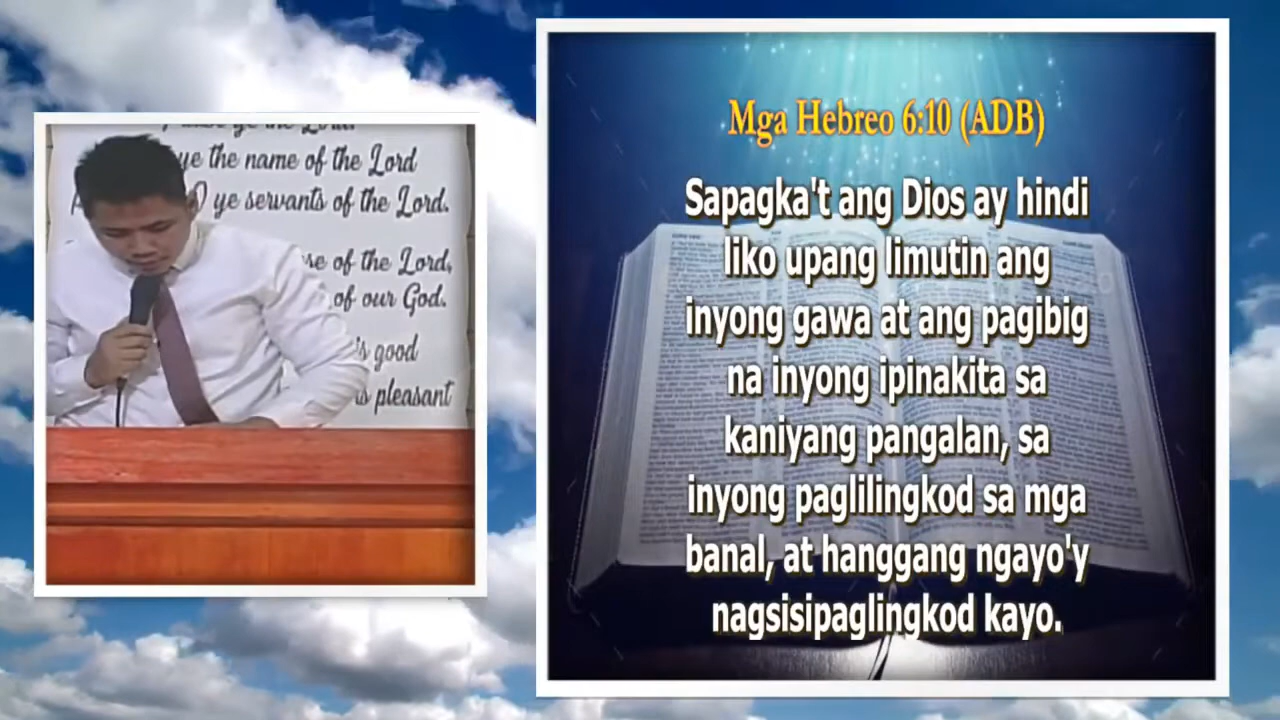 ye the name of the Lord
O ye servants of the Lord.
of the Lord,
of our God.
is good
is pleasant
Mga Hebreo 6:10 (ADB)
Sapagka't ang Dios ay hindi
liko upang limutin ang
inyong gawa at ang pagibig
na inyong ipinakita sa
kaniyang pangalan, sa
inyong paglilingkod sa mga
banal, at hanggang ngayo'y
nagsisipaglingkod kayo.